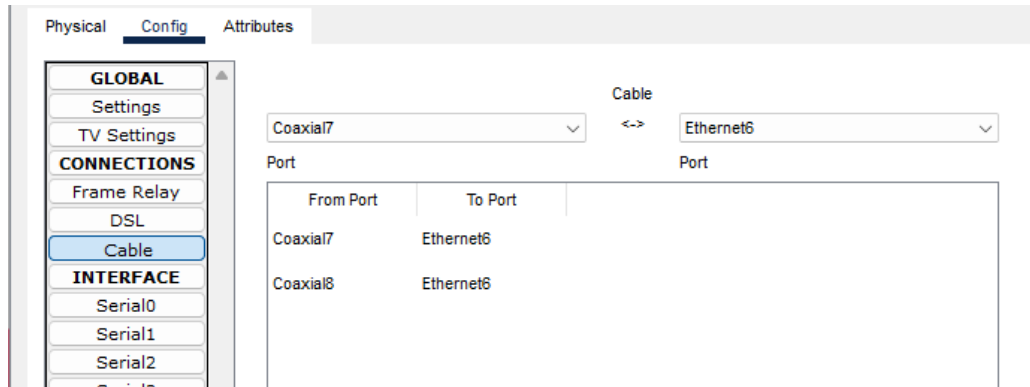 Physical Config Attributes
GLOBAL
Settings
TV Settings
CONNECTIONS
Frame Relay
DSL
Cable
INTERFACE
Serial0
Serial1
Serial2
Cable
Coaxial7 <-> Ethernet6
Port Port
From Port To Port
Coaxial7 Ethernet6
Coaxial8 Ethernet6